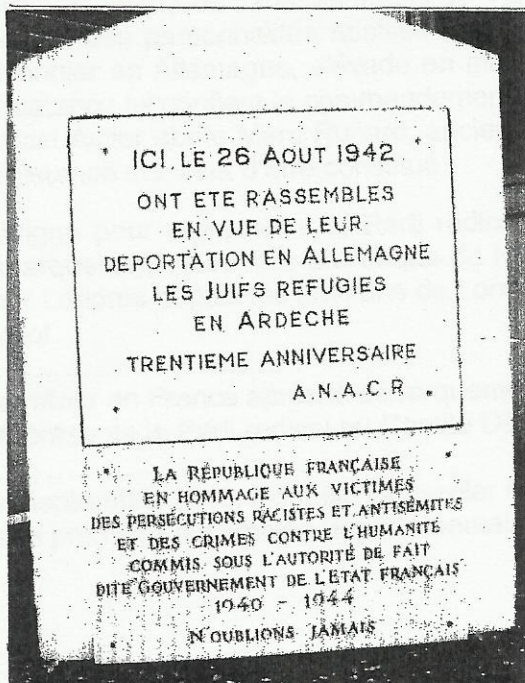 ICI LE 26 AOUT 1942
ONT ETE RASSEMBLES
EN VUE DE LEUR
DEPORTATION EN ALLEMAGNE
LES JUIFS REFUGIES
EN ARDECHE
TRENTIEME ANNIVERSAIRE
A.N.A.C.R.
LA RÉPUBLIQUE FRANÇAISE
EN HOMMAGE AUX VICTIMES
DES PERSÉCUTIONS RACISTES ET ANTISÉMITES
ET DES CRIMES CONTRE L'HUMANITÉ
COMMIS SOUS L'AUTORITÉ DE FAIT
DITE GOUVERNEMENT DE L'ETAT FRANÇAIS
1940 - 1944
N'OUBLIONS JAMAIS